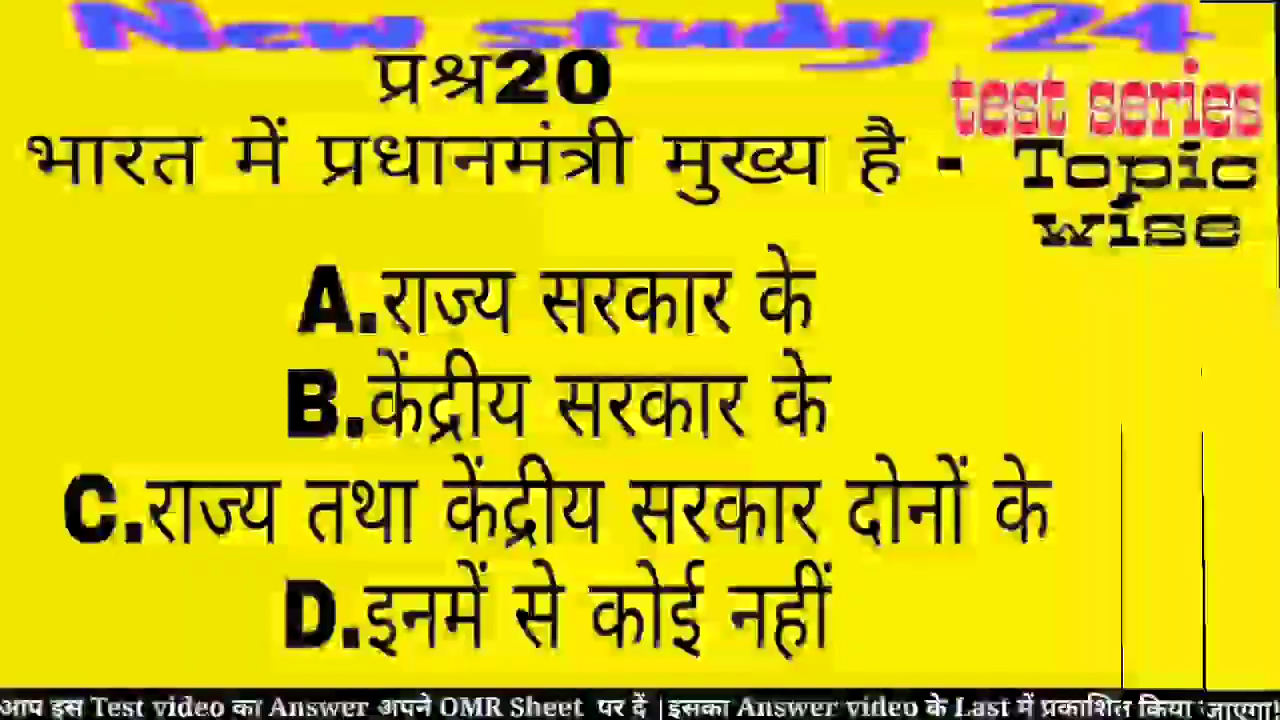 New study 24
प्रश्न20
test series
भारत में प्रधानमंत्री मुख्य है - Topic
wise
A.राज्य सरकार के
B.केंद्रीय सरकार के
C.राज्य तथा केंद्रीय सरकार दोनों के
D.इनमें से कोई नहीं
आप इस Test video का Answer अपने OMR Sheet पर दें |इसका Answer video के Last में प्रकाशित किया जाएगा!